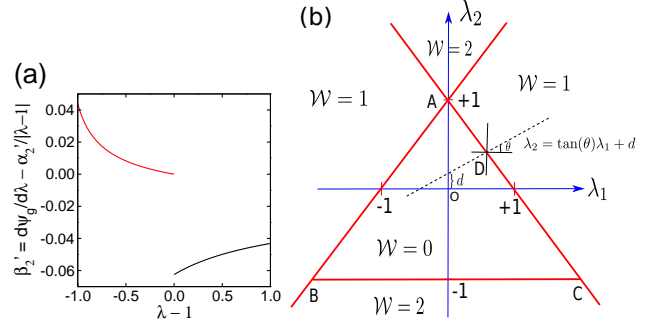 (a)
β₂' = dψg/dλ − α₂'/|λ−1|
0.04
0.02
0.00
-0.02
-0.04
-0.06
-1.0
-0.5
0.0
0.5
1.0
λ − 1
(b)
λ₂
𝒲 = 2
𝒲 = 1
𝒲 = 1
A
+1
θ
λ₂ = tan(θ)λ₁ + d
D
d
-1
O
+1
λ₁
𝒲 = 0
B
𝒲 = 2
-1
C